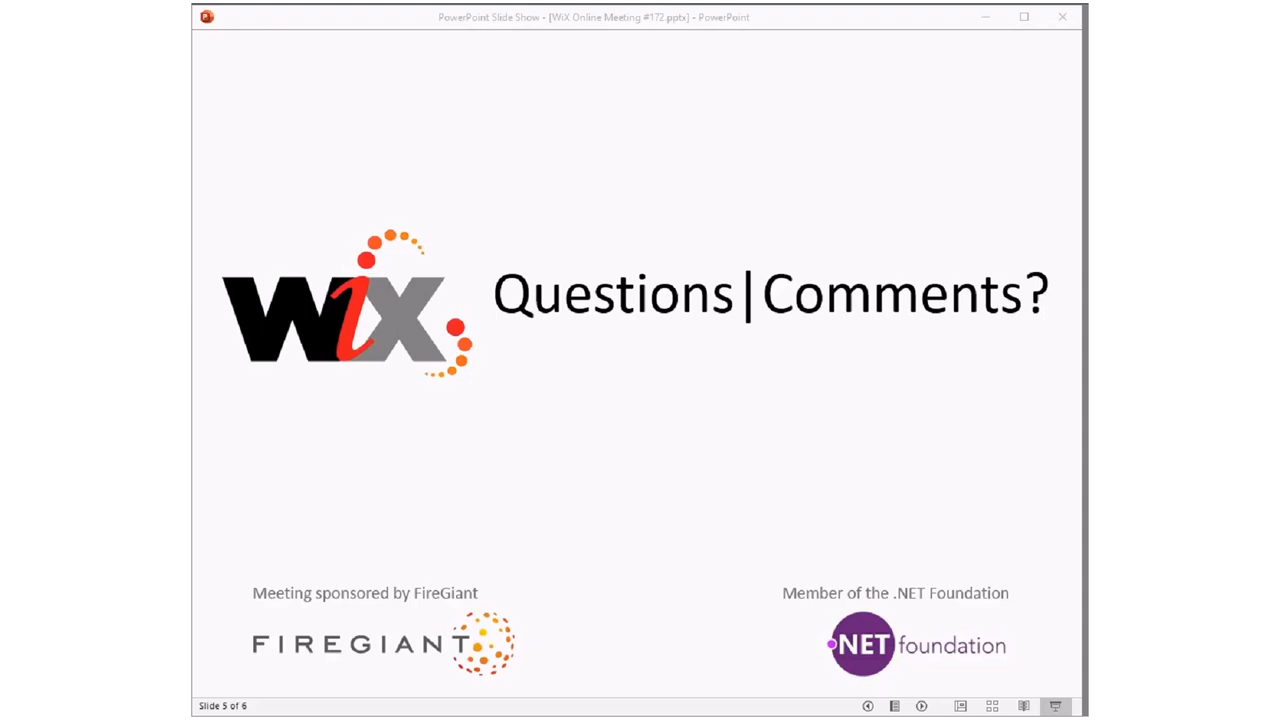 PowerPoint Slide Show - [WiX Online Meeting #172.pptx] - PowerPoint
WiX
Questions|Comments?
Meeting sponsored by FireGiant
Member of the .NET Foundation
FIREGIANT
.NET foundation
Slide 5 of 6